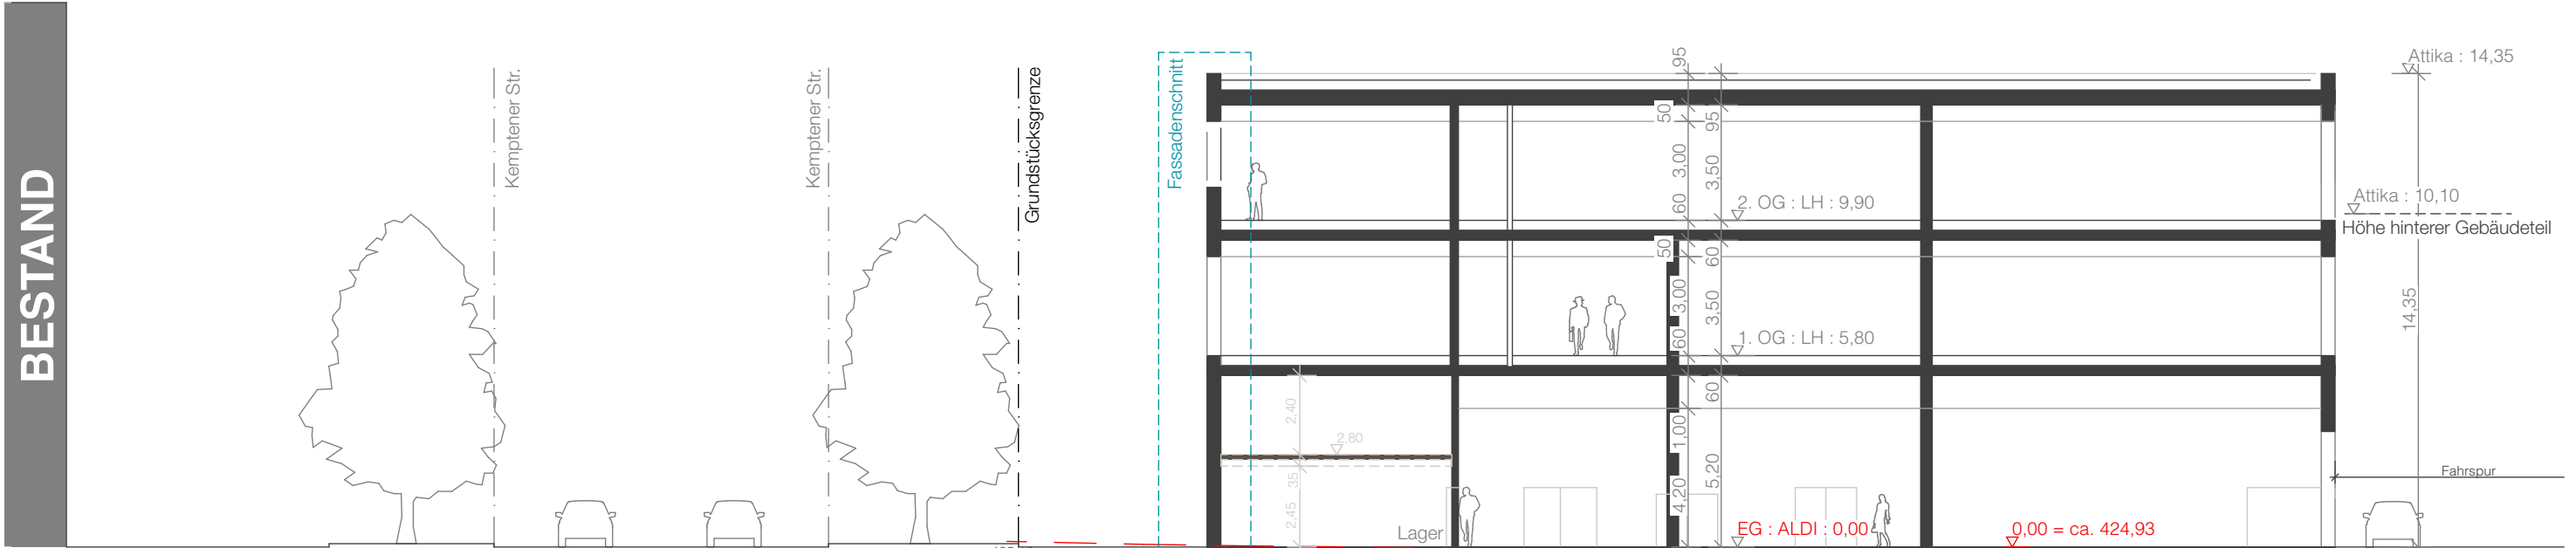 BESTAND
Kemptener Str.
Kemptener Str.
Grundstücksgrenze
Fassadenschnitt
95
50
95
3,00
3,50
60
2. OG : LH : 9,90
50
60
3,00
3,50
60
1. OG : LH : 5,80
60
1,00
5,20
4,20
2,40
2,80
35
2,45
Lager
EG : ALDI : 0,00
0,00 = ca. 424,93
Attika : 14,35
Attika : 10,10
Höhe hinterer Gebäudeteil
14,35
Fahrspur